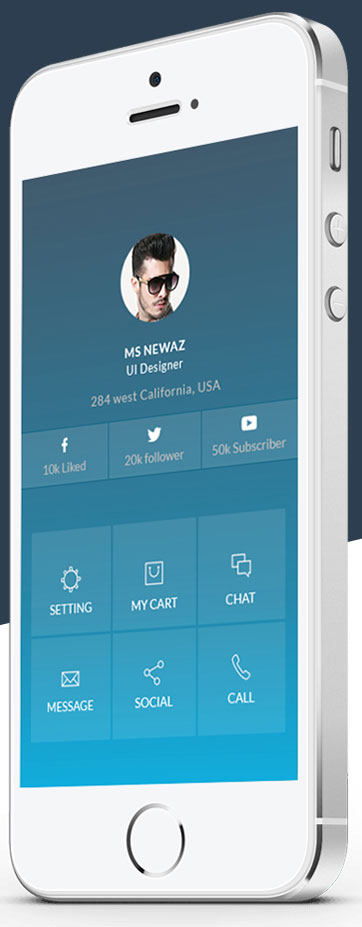 MS NEWAZ
UI Designer
284 west California, USA
10k Liked
20k follower
50k Subscriber
SETTING
MY CART
CHAT
MESSAGE
SOCIAL
CALL